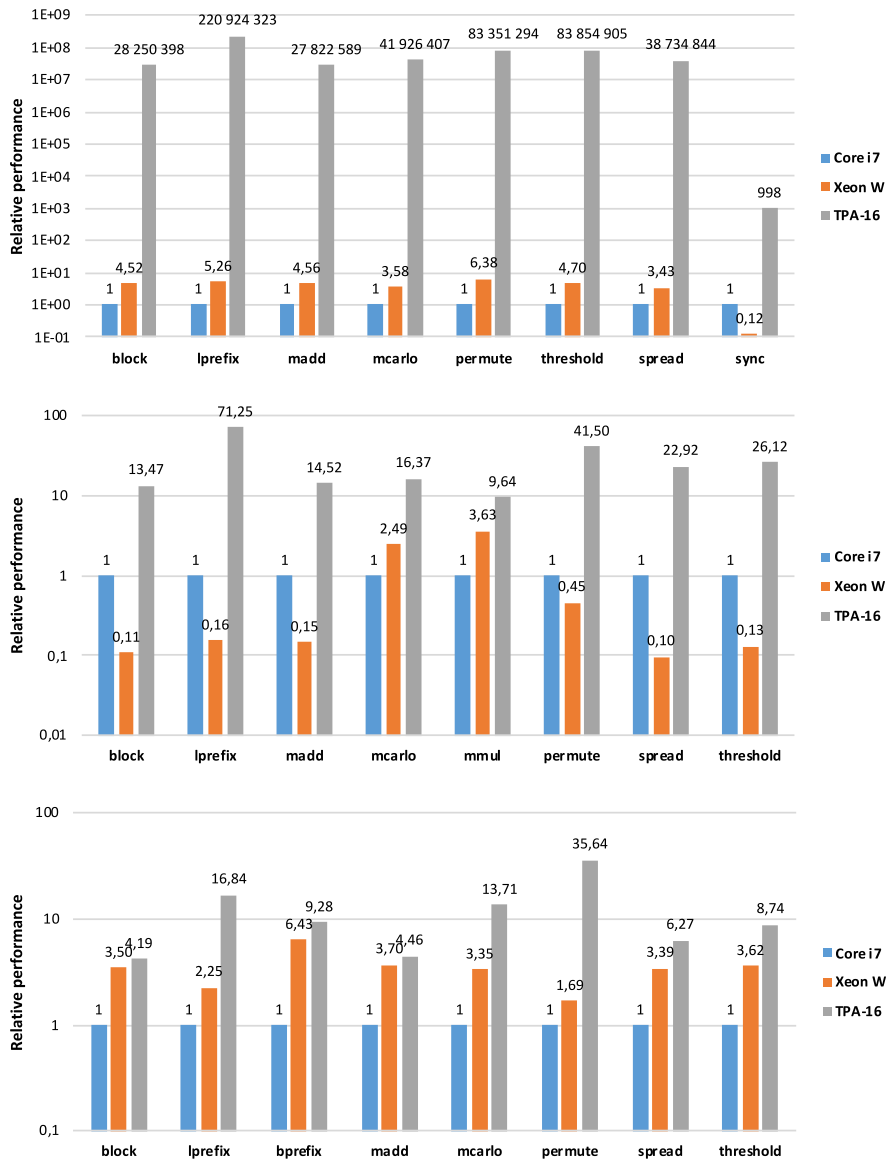 Relative performance
1E+09
1E+08
1E+07
1E+06
1E+05
1E+04
1E+03
1E+02
1E+01
1E+00
1E-01
28 250 398
220 924 323
27 822 589
41 926 407
83 351 294
83 854 905
38 734 844
998
4,52
5,26
4,56
3,58
6,38
4,70
3,43
0,12
1 1 1 1 1 1 1 1
block lprefix madd mcarlo permute threshold spread sync
Core i7
Xeon W
TPA-16
Relative performance
100
10
1
0,1
0,01
13,47
71,25
14,52
16,37
9,64
41,50
22,92
26,12
1 1 1 1 1 1 1 1
0,11
0,16
0,15
2,49
3,63
0,45
0,10
0,13
block lprefix madd mcarlo mmul permute spread threshold
Core i7
Xeon W
TPA-16
Relative performance
100
10
1
0,1
4,19
16,84
9,28
4,46
13,71
35,64
6,27
8,74
3,50
2,25
6,43
3,70
3,35
1,69
3,39
3,62
1 1 1 1 1 1 1 1
block lprefix bprefix madd mcarlo permute spread threshold
Core i7
Xeon W
TPA-16